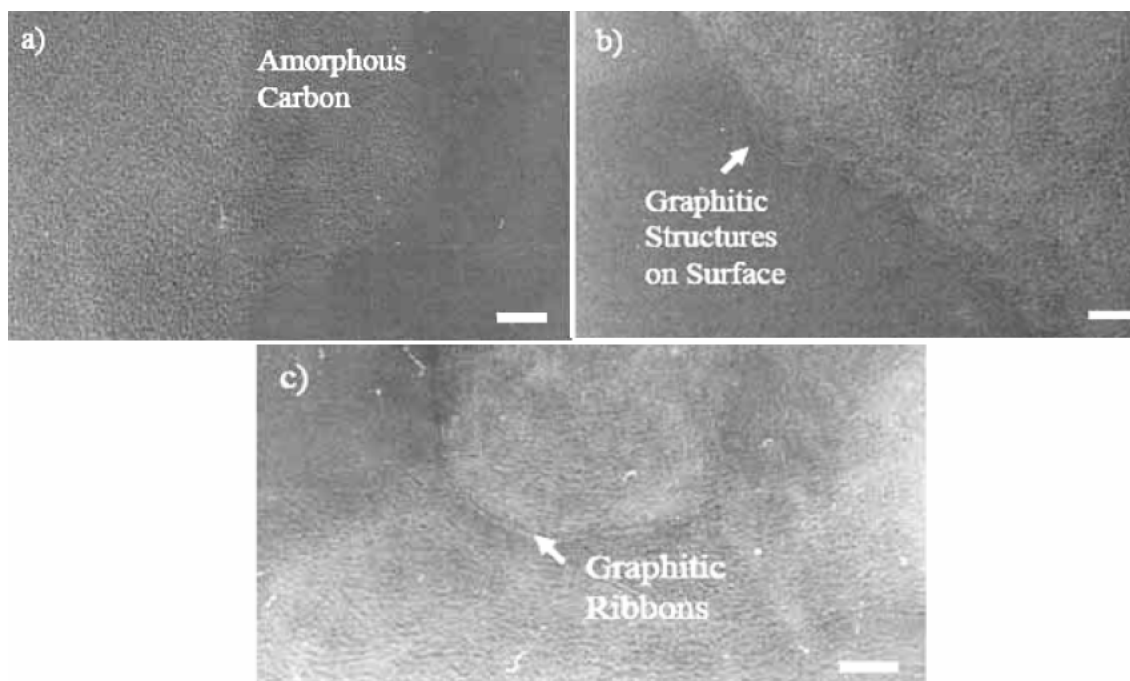 a)
Amorphous
Carbon
b)
Graphitic
Structures
on Surface
c)
Graphitic
Ribbons